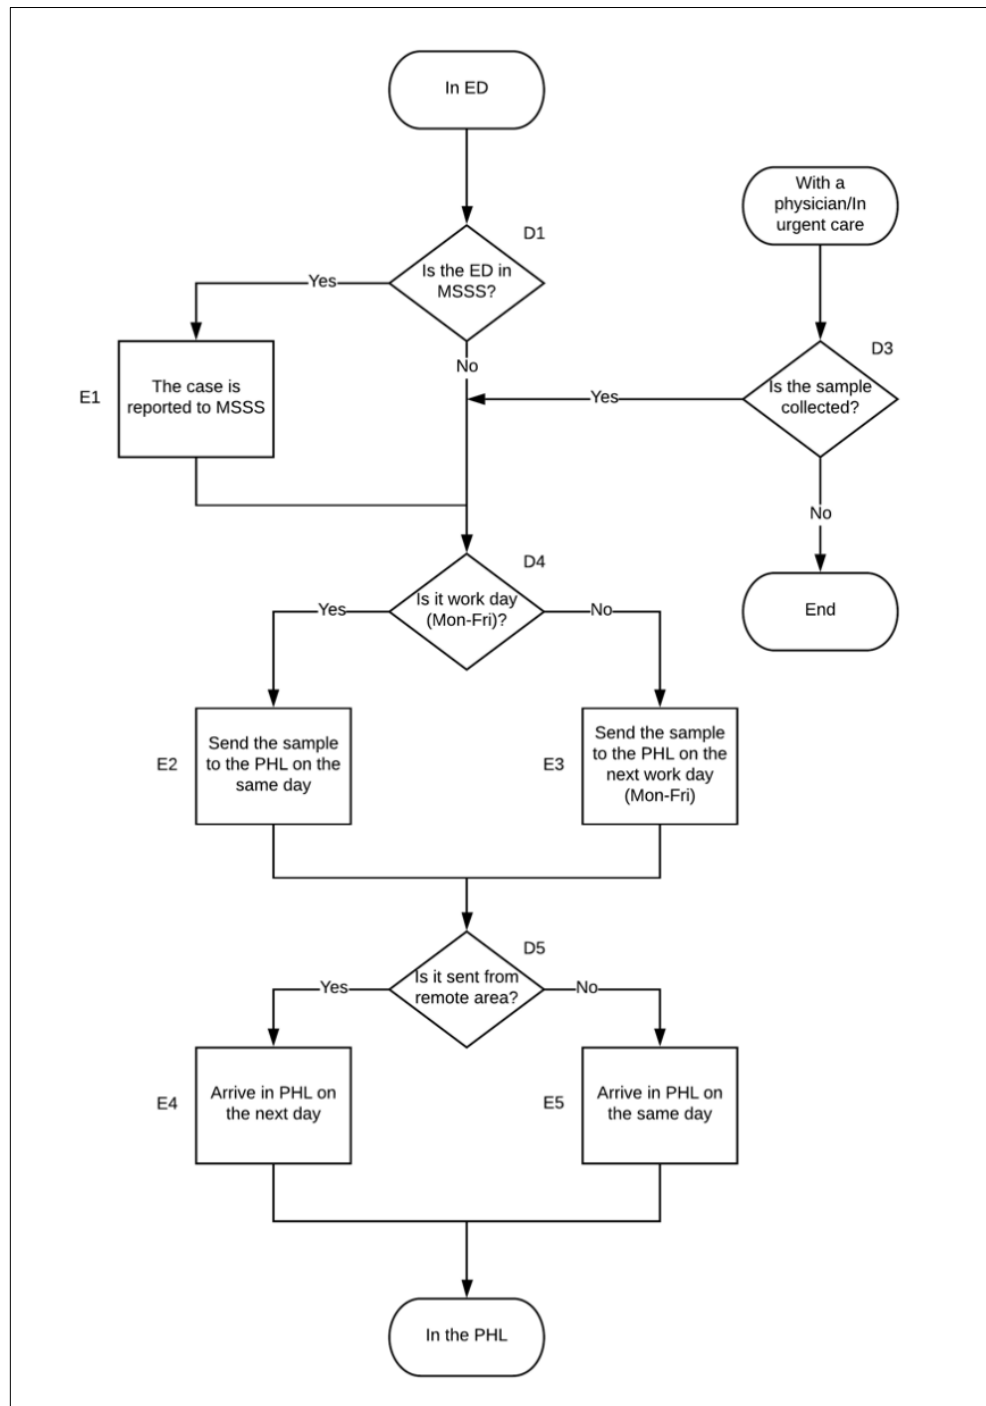 In ED
With a
physician/In
urgent care
D1
Is the ED in
MSSS?
Yes
No
D3
Is the sample
collected?
Yes
E1
The case is
reported to MSSS
No
End
D4
Is it work day
(Mon-Fri)?
Yes
No
E2
Send the sample
to the PHL on the
same day
E3
Send the sample
to the PHL on the
next work day
(Mon-Fri)
D5
Is it sent from
remote area?
Yes
No
E4
Arrive in PHL on
the next day
E5
Arrive in PHL on
the same day
In the PHL